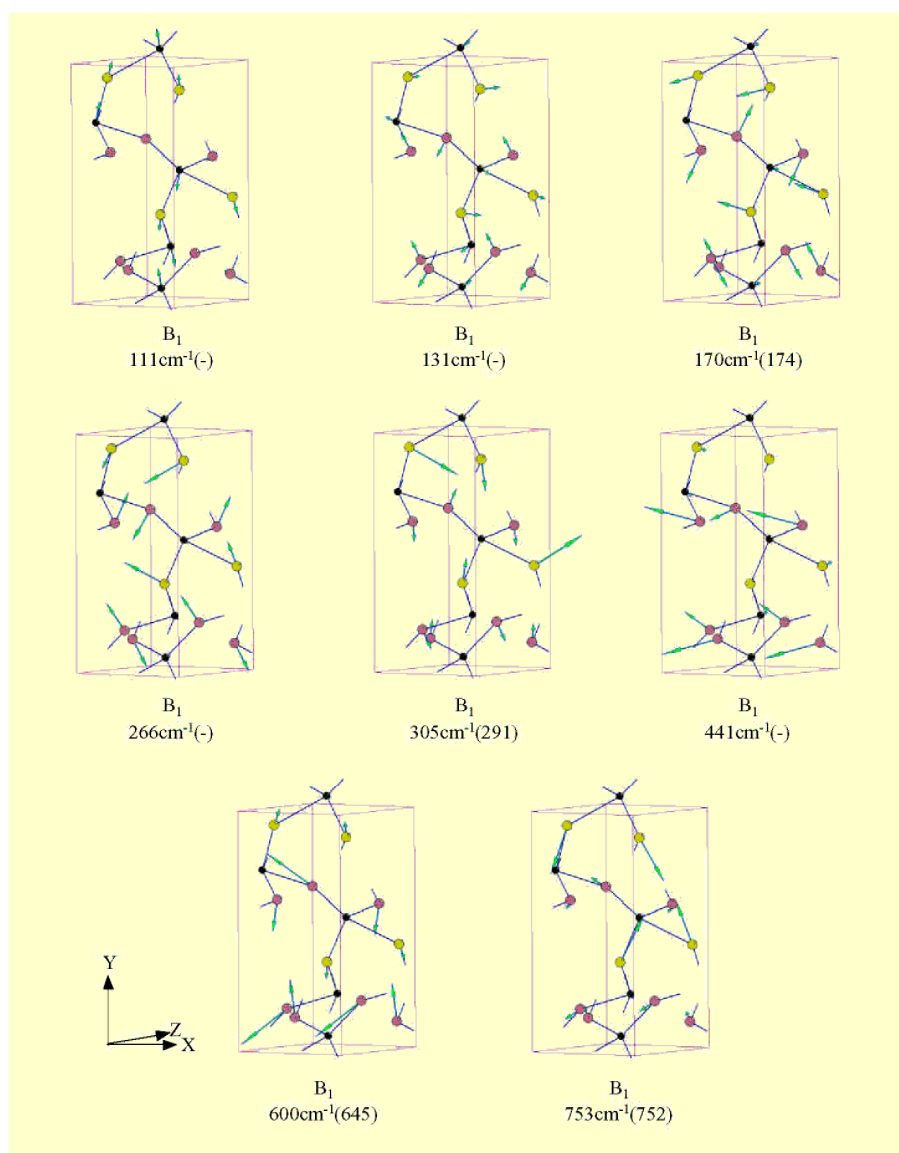 B₁ B₁ B₁
111cm⁻¹(-) 131cm⁻¹(-) 170cm⁻¹(174)
B₁ B₁ B₁
266cm⁻¹(-) 305cm⁻¹(291) 441cm⁻¹(-)
Y
Z
X
B₁ B₁
600cm⁻¹(645) 753cm⁻¹(752)